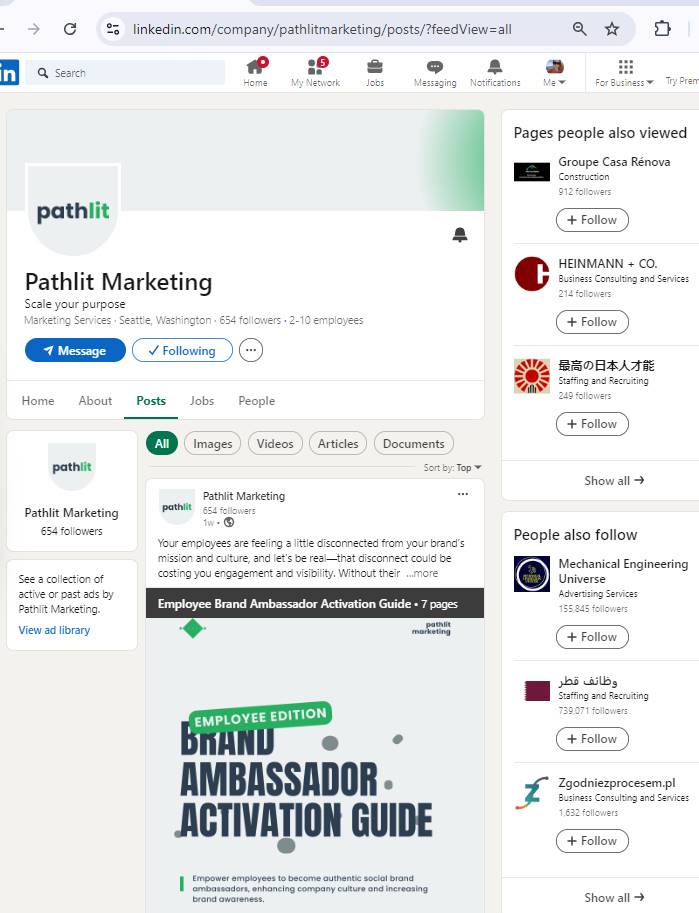 linkedin.com/company/pathlitmarketing/posts/?feedView=all
in
Search
Home
5
My Network
Jobs
Messaging
Notifications
Me
For Business
Try Prem
pathlit
Pathlit Marketing
Scale your purpose
Marketing Services · Seattle, Washington · 654 followers · 2-10 employees
Message
Following
Home
About
Posts
Jobs
People
pathlit
Pathlit Marketing
654 followers
See a collection of
active or past ads by
Pathlit Marketing.
View ad library
All
Images
Videos
Articles
Documents
Sort by: Top
pathlit
Pathlit Marketing
654 followers
1w •
Your employees are feeling a little disconnected from your brand's
mission and culture, and let's be real—that disconnect could be
costing you engagement and visibility. Without their ...more
Employee Brand Ambassador Activation Guide • 7 pages
pathlit
marketing
EMPLOYEE EDITION
BRAND
AMBASSADOR
ACTIVATION GUIDE
Empower employees to become authentic social brand
ambassadors, enhancing company culture and increasing
brand awareness.
Pages people also viewed
Groupe Casa Rénova
Construction
912 followers
+ Follow
HEINMANN + CO.
Business Consulting and Services
214 followers
+ Follow
最高の日本人才能
Staffing and Recruiting
249 followers
+ Follow
Show all →
People also follow
Mechanical Engineering
Universe
Advertising Services
155,845 followers
+ Follow
وظائف قطر
Staffing and Recruiting
739,071 followers
+ Follow
Zgodniezprocesem.pl
Business Consulting and Services
1,632 followers
+ Follow
Show all →